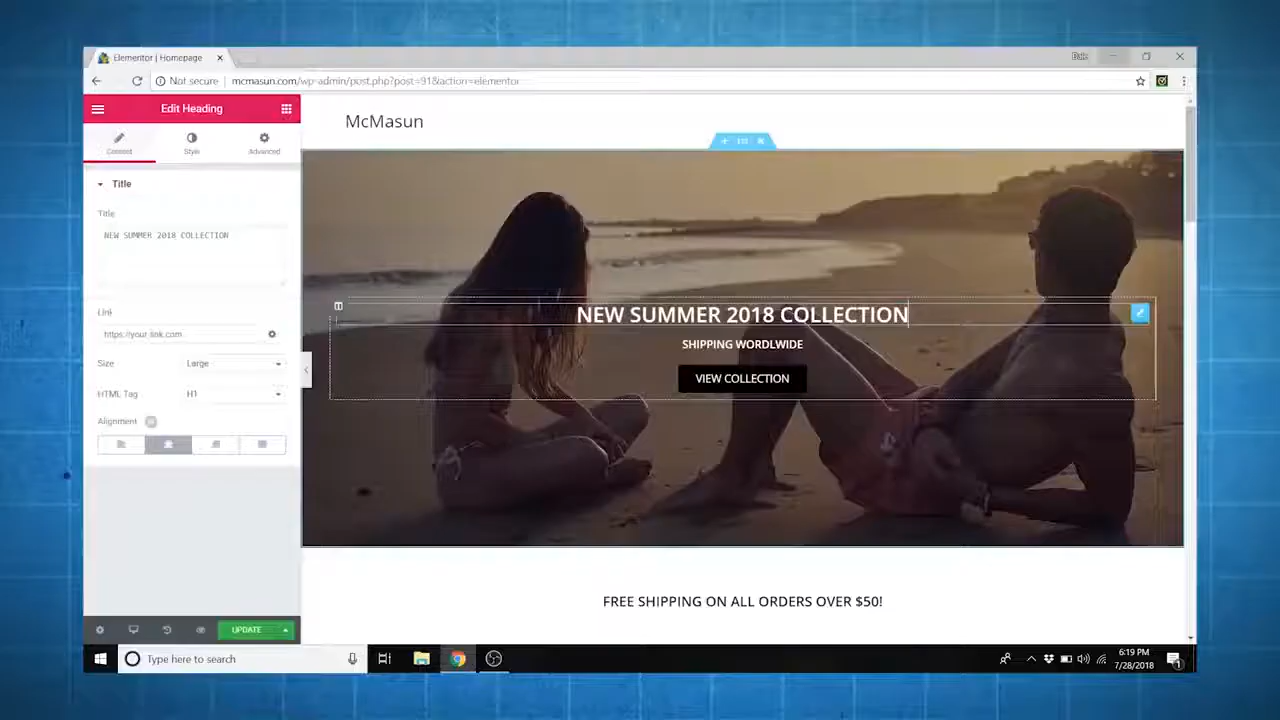 Elementor | Homepage
Not secure | mcmasun.com/wp-admin/post.php?post=91&action=elementor
Edit Heading
McMasun
Content Style Advanced
Title
Title
NEW SUMMER 2018 COLLECTION
Link
https://your-link.com
Size Large
HTML Tag H1
Alignment
NEW SUMMER 2018 COLLECTION
SHIPPING WORDLWIDE
VIEW COLLECTION
FREE SHIPPING ON ALL ORDERS OVER $50!
UPDATE
Type here to search
6:19 PM
7/28/2018
1